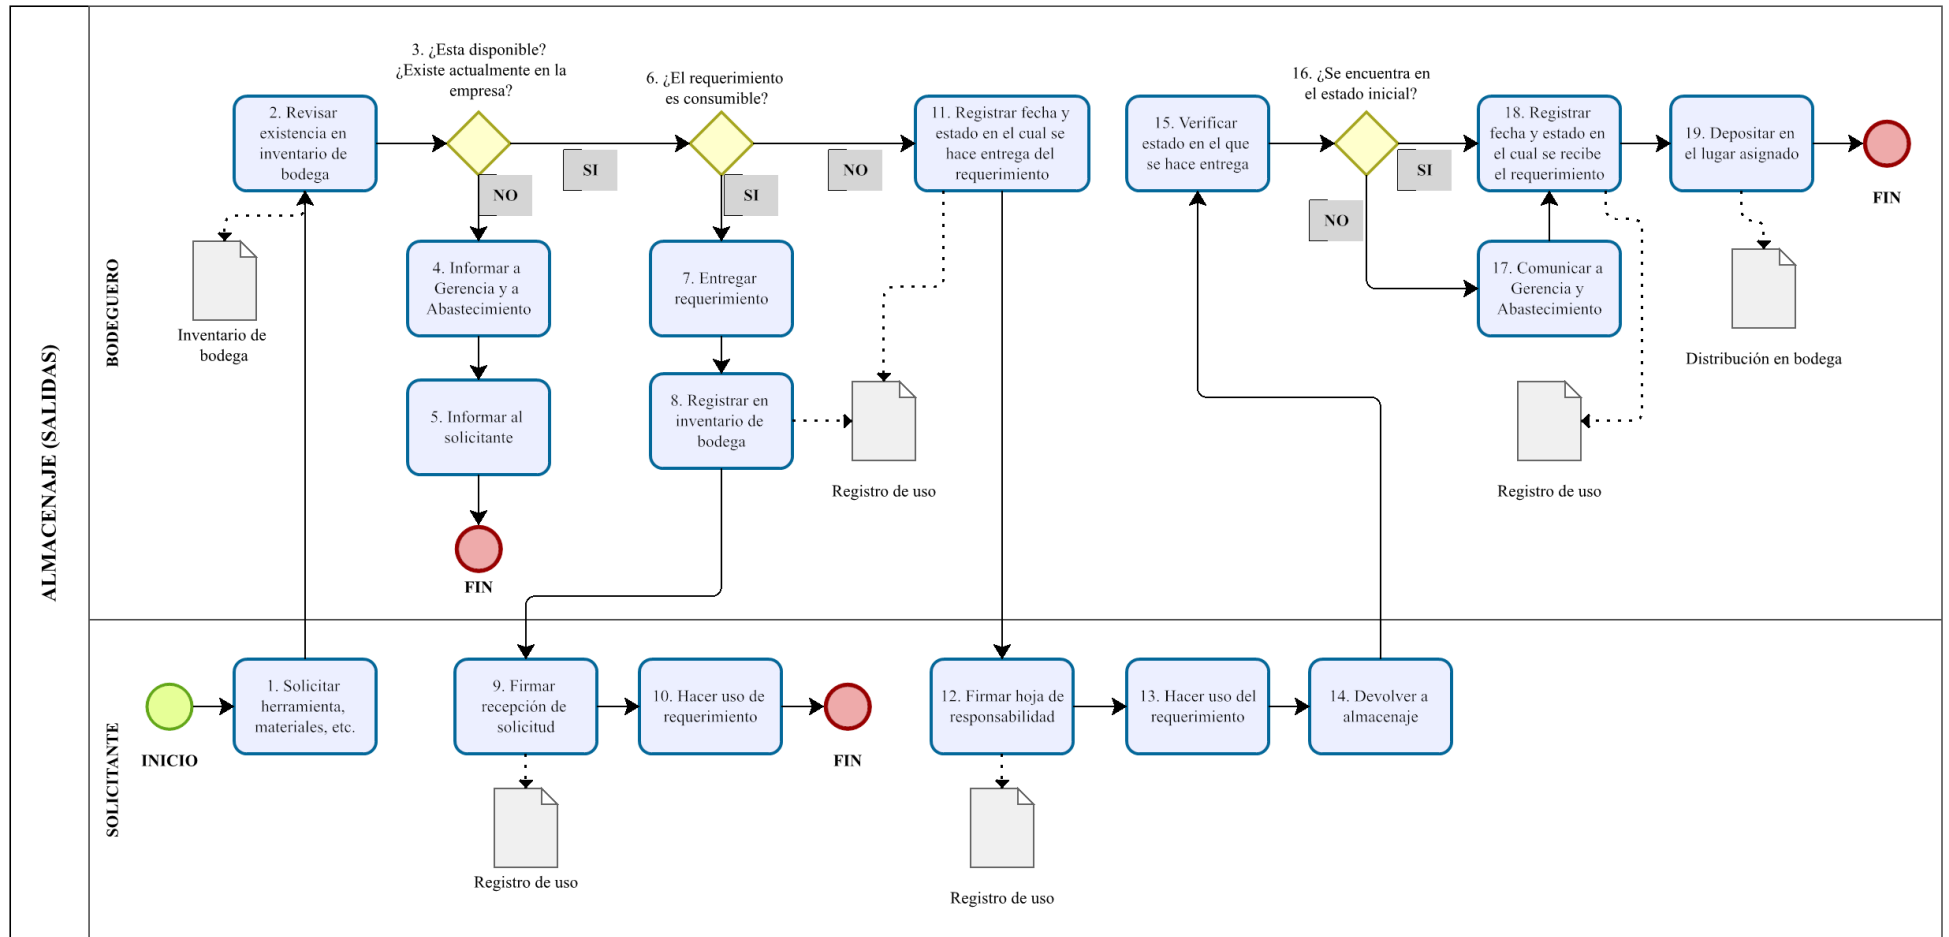 ALMACENAJE (SALIDAS)
BODEGUERO
3. ¿Esta disponible?
¿Existe actualmente en la
empresa?
6. ¿El requerimiento
es consumible?
16. ¿Se encuentra en
el estado inicial?
2. Revisar
existencia en
inventario de
bodega
11. Registrar fecha y
estado en el cual se
hace entrega del
requerimiento
15. Verificar
estado en el que
se hace entrega
18. Registrar
fecha y estado en
el cual se recibe
el requerimiento
19. Depositar en
el lugar asignado
SI
NO
NO
SI
SI
NO
FIN
Inventario de
bodega
4. Informar a
Gerencia y a
Abastecimiento
7. Entregar
requerimiento
17. Comunicar a
Gerencia y
Abastecimiento
Distribución en bodega
5. Informar al
solicitante
8. Registrar en
inventario de
bodega
Registro de uso
Registro de uso
FIN
SOLICITANTE
INICIO
1. Solicitar
herramienta,
materiales, etc.
9. Firmar
recepción de
solicitud
10. Hacer uso de
requerimiento
FIN
12. Firmar hoja de
responsabilidad
13. Hacer uso del
requerimiento
14. Devolver a
almacenaje
Registro de uso
Registro de uso